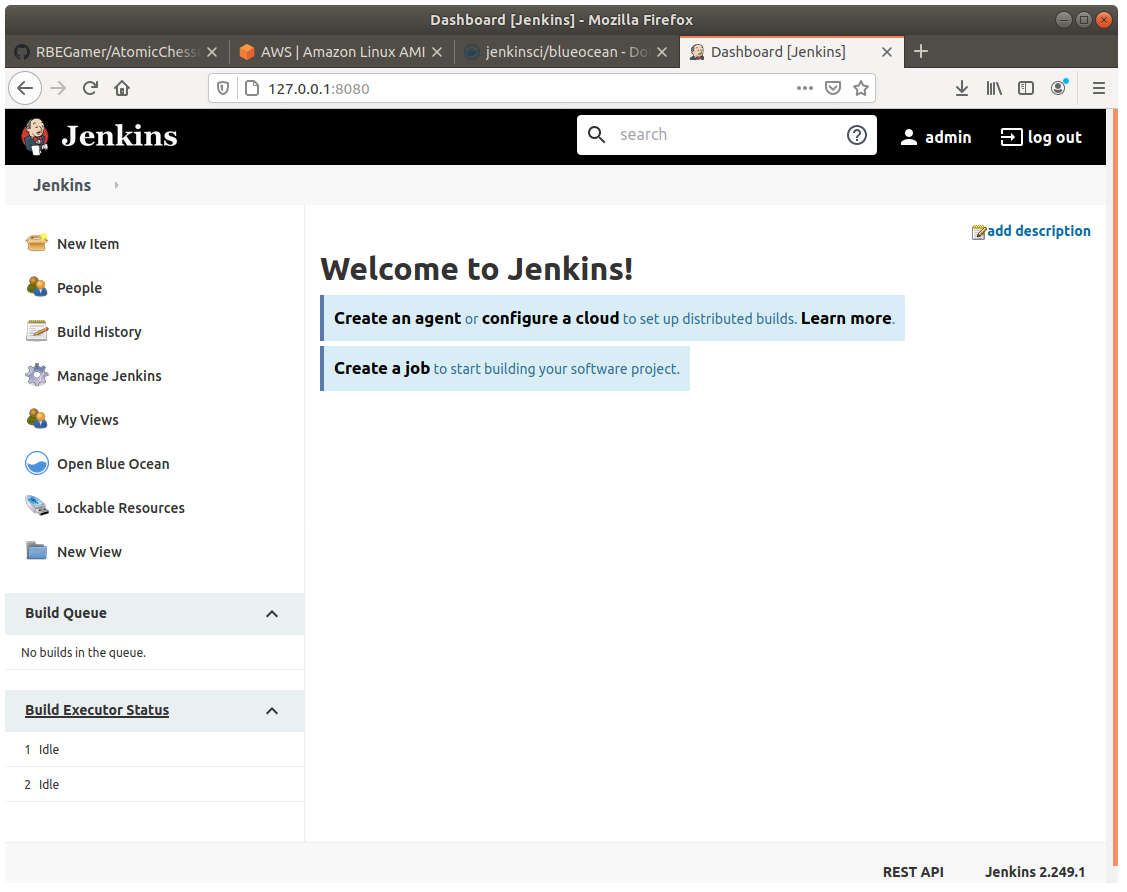 Dashboard [Jenkins] - Mozilla Firefox
RBEGamer/AtomicChess
AWS | Amazon Linux AMI
jenkinsci/blueocean - Do
Dashboard [Jenkins]
127.0.0.1:8080
Jenkins
search
admin
log out
Jenkins
add description
New Item
People
Build History
Manage Jenkins
My Views
Open Blue Ocean
Lockable Resources
New View
Welcome to Jenkins!
Create an agent or configure a cloud to set up distributed builds. Learn more.
Create a job to start building your software project.
Build Queue
No builds in the queue.
Build Executor Status
1 Idle
2 Idle
REST API Jenkins 2.249.1